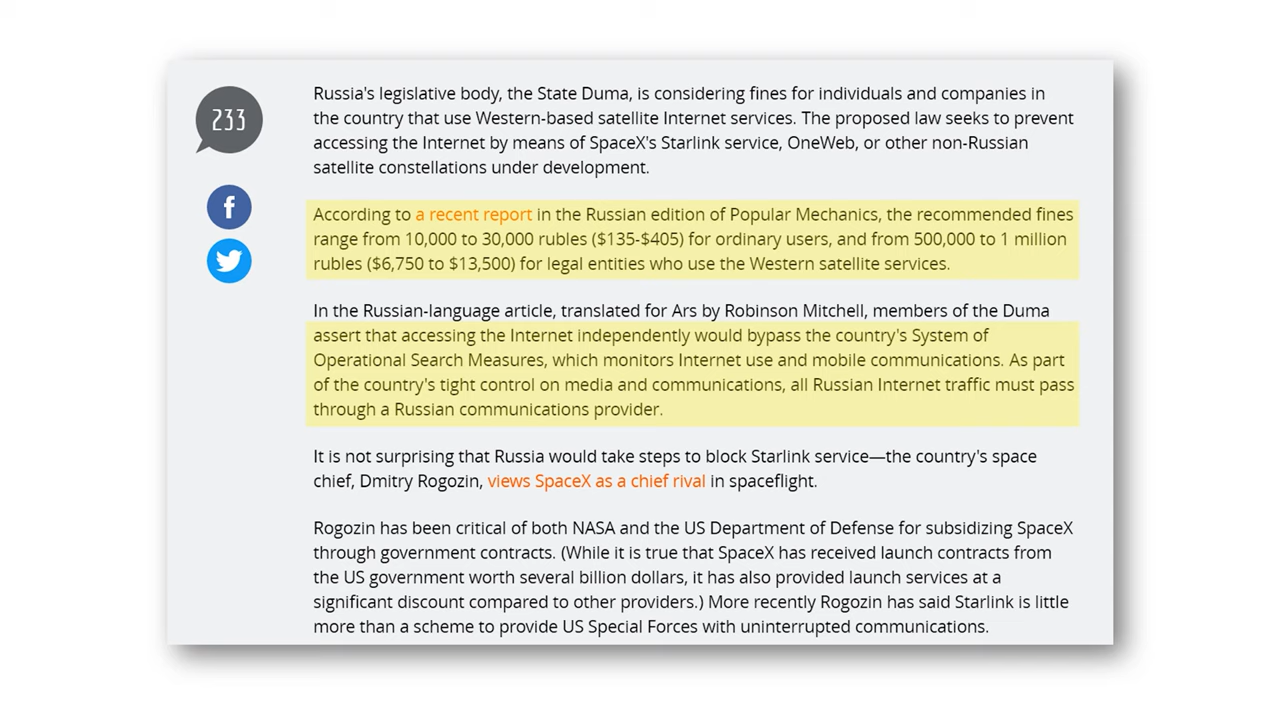 233
Russia's legislative body, the State Duma, is considering fines for individuals and companies in
the country that use Western-based satellite Internet services. The proposed law seeks to prevent
accessing the Internet by means of SpaceX's Starlink service, OneWeb, or other non-Russian
satellite constellations under development.
According to a recent report in the Russian edition of Popular Mechanics, the recommended fines
range from 10,000 to 30,000 rubles ($135-$405) for ordinary users, and from 500,000 to 1 million
rubles ($6,750 to $13,500) for legal entities who use the Western satellite services.
In the Russian-language article, translated for Ars by Robinson Mitchell, members of the Duma
assert that accessing the Internet independently would bypass the country's System of
Operational Search Measures, which monitors Internet use and mobile communications. As part
of the country's tight control on media and communications, all Russian Internet traffic must pass
through a Russian communications provider.
It is not surprising that Russia would take steps to block Starlink service—the country's space
chief, Dmitry Rogozin, views SpaceX as a chief rival in spaceflight.
Rogozin has been critical of both NASA and the US Department of Defense for subsidizing SpaceX
through government contracts. (While it is true that SpaceX has received launch contracts from
the US government worth several billion dollars, it has also provided launch services at a
significant discount compared to other providers.) More recently Rogozin has said Starlink is little
more than a scheme to provide US Special Forces with uninterrupted communications.